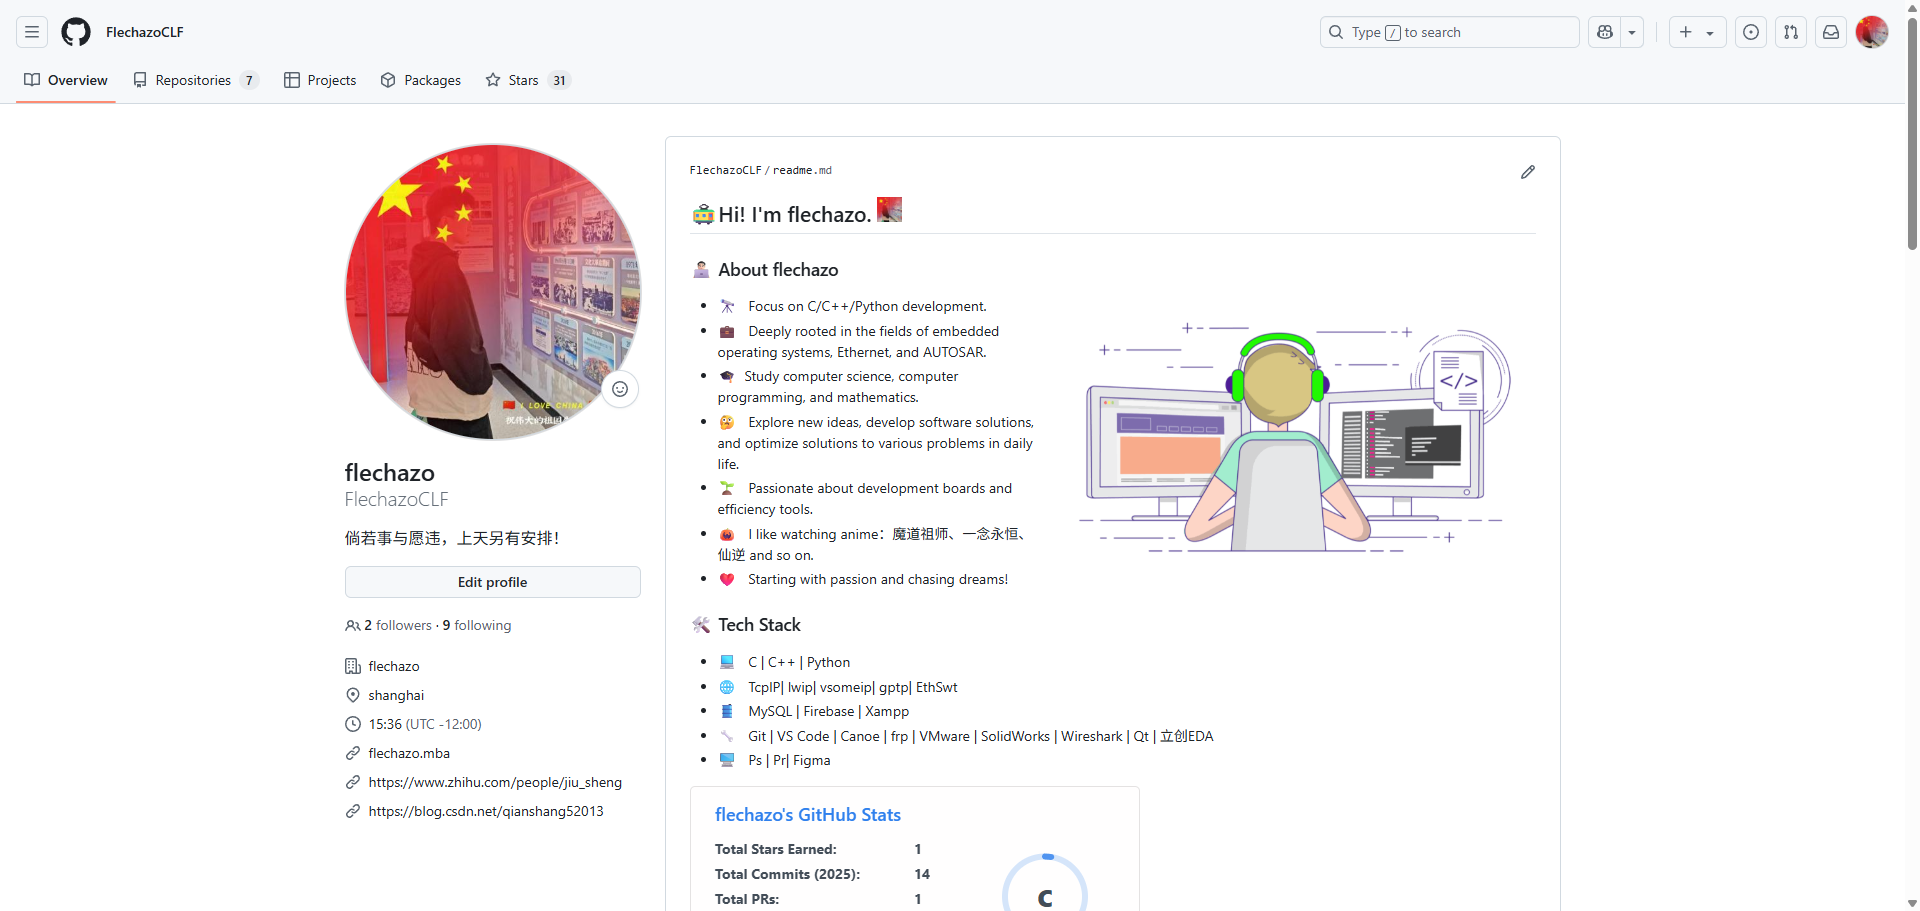 FlechazoCLF
Type / to search
Overview
Repositories 7
Projects
Packages
Stars 31
I LOVE CHINA
flechazo
FlechazoCLF
倘若事与愿违，上天另有安排！
Edit profile
2 followers · 9 following
flechazo
shanghai
15:36 (UTC -12:00)
flechazo.mba
https://www.zhihu.com/people/jiu_sheng
https://blog.csdn.net/qianshang52013
FlechazoCLF/readme.md
Hi! I'm flechazo.
About flechazo
Focus on C/C++/Python development.
Deeply rooted in the fields of embedded
operating systems, Ethernet, and AUTOSAR.
Study computer science, computer
programming, and mathematics.
Explore new ideas, develop software solutions,
and optimize solutions to various problems in daily
life.
Passionate about development boards and
efficiency tools.
I like watching anime：魔道祖师、一念永恒、
仙逆 and so on.
Starting with passion and chasing dreams!
</>
Tech Stack
C | C++ | Python
TcpIP| lwip| vsomeip| gptp| EthSwt
MySQL | Firebase | Xampp
Git | VS Code | Canoe | frp | VMware | SolidWorks | Wireshark | Qt | 立创EDA
Ps | Pr| Figma
flechazo's GitHub Stats
Total Stars Earned: 1
Total Commits (2025): 14
Total PRs: 1
C